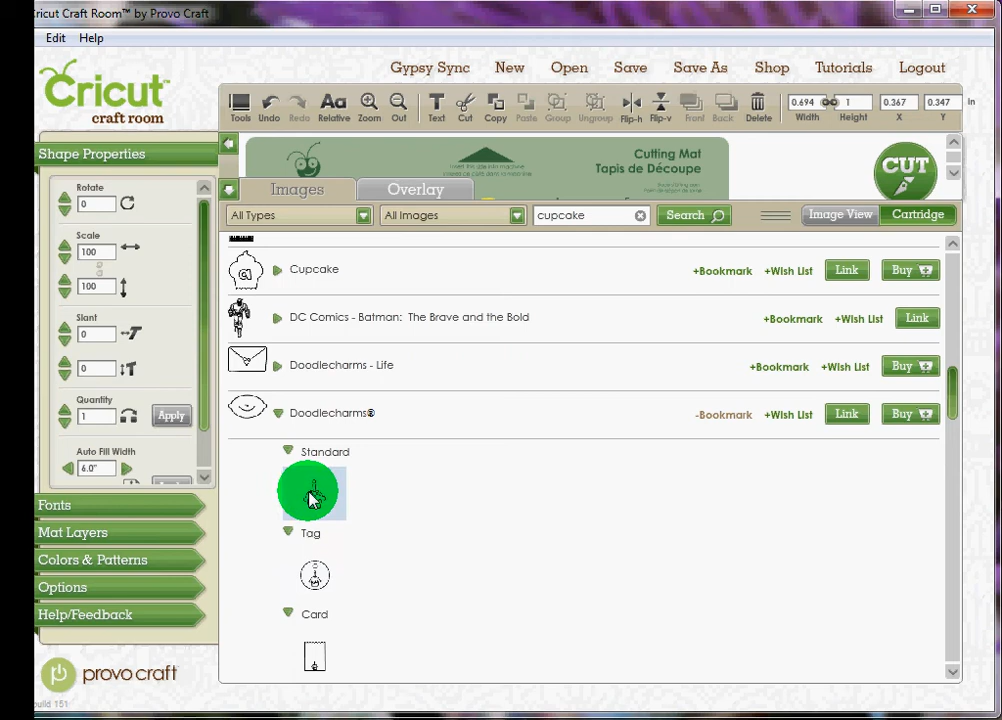 ricut Craft Room™ by Provo Craft
Edit Help
Cricut™
craft room
Gypsy Sync New Open Save Save As Shop Tutorials Logout
Tools Undo Redo Relative Zoom Out Text Cut Copy Paste Group Ungroup Flip-h Flip-v Front Back Delete
0.694 1 0.367 0.347 In
Width Height X Y
Shape Properties
Rotate
0
Scale
100
100
Slant
0
0
Quantity
1 Apply
Auto Fill Width
6.0"
Fonts
Mat Layers
Colors & Patterns
Options
Help/Feedback
provo craft
build 151
Cutting Mat
Tapis de Découpe
CUT
Images Overlay
All Types All Images cupcake Search Image View Cartridge
Cupcake +Bookmark +Wish List Link Buy
DC Comics - Batman: The Brave and the Bold +Bookmark +Wish List Link
Doodlecharms - Life +Bookmark +Wish List Buy
Doodlecharms® -Bookmark +Wish List Link Buy
Standard
Tag
Card